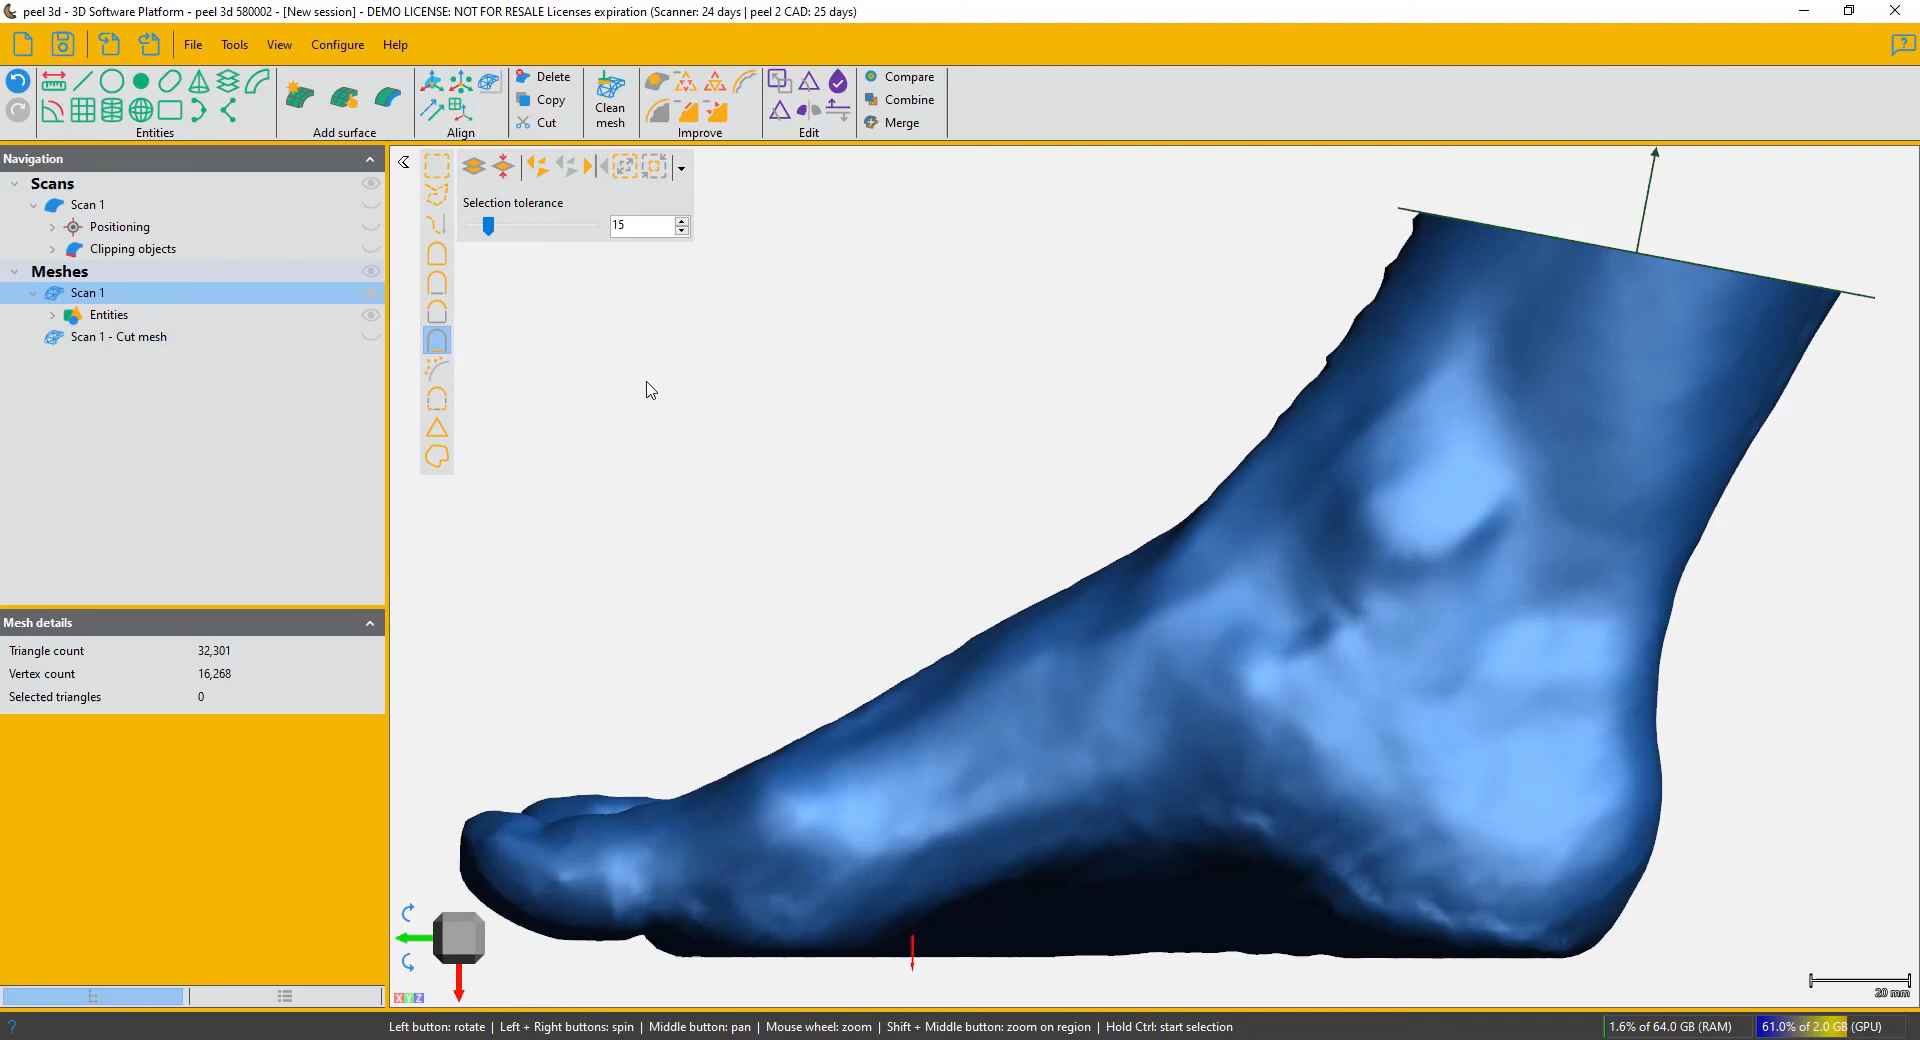 peel 3d - 3D Software Platform - peel 3d 580002 - [New session] - DEMO LICENSE: NOT FOR RESALE Licenses expiration (Scanner: 24 days | peel 2 CAD: 25 days)
File Tools View Configure Help
Entities
Add surface
Align
Delete
Copy
Cut
Clean
mesh
Improve
Edit
Compare
Combine
Merge
Navigation
Scans
Scan 1
Positioning
Clipping objects
Meshes
Scan 1
Entities
Scan 1 - Cut mesh
Selection tolerance
15
Mesh details
Triangle count 32,301
Vertex count 16,268
Selected triangles 0
XYZ
20 mm
Left button: rotate | Left + Right buttons: spin | Middle button: pan | Mouse wheel: zoom | Shift + Middle button: zoom on region | Hold Ctrl: start selection
1.6% of 64.0 GB (RAM) 61.0% of 2.0 GB (GPU)